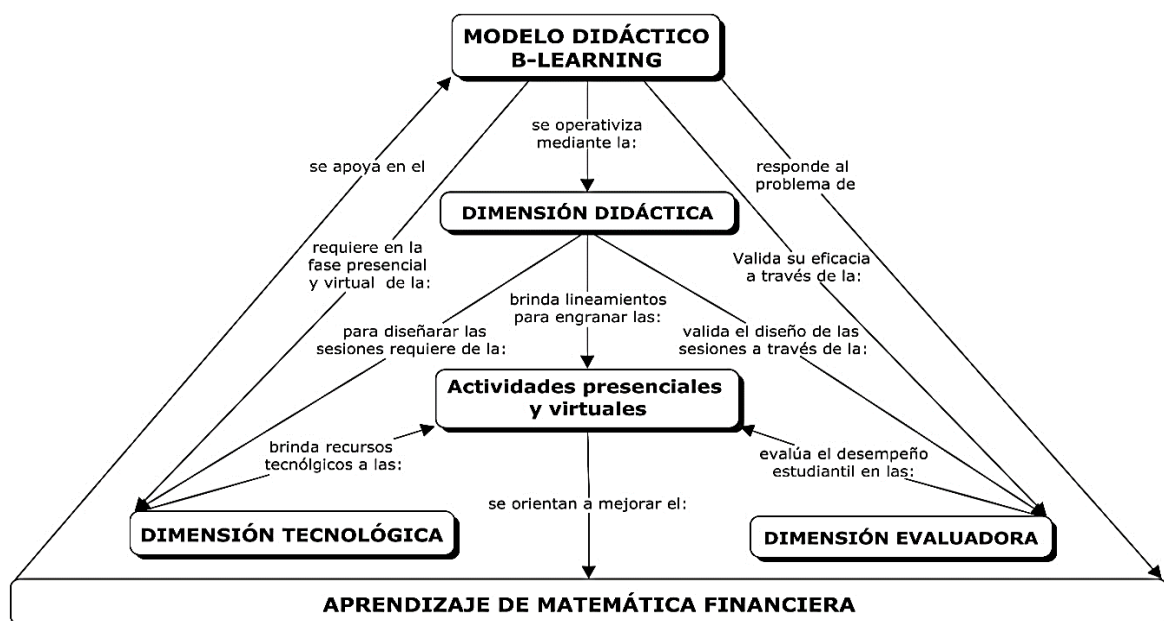 MODELO DIDÁCTICO
B-LEARNING
se operativiza
mediante la:
se apoya en el
responde al
problema de
DIMENSIÓN DIDÁCTICA
requiere en la
fase presencial
y virtual de la:
Valida su eficacia
a través de la:
brinda lineamientos
para engranar las:
para diseñarar las
sesiones requiere de la:
valida el diseño de las
sesiones a través de la:
Actividades presenciales
y virtuales
brinda recursos
tecnólgicos a las:
evalúa el desempeño
estudiantil en las:
se orientan a mejorar el:
DIMENSIÓN TECNOLÓGICA
DIMENSIÓN EVALUADORA
APRENDIZAJE DE MATEMÁTICA FINANCIERA